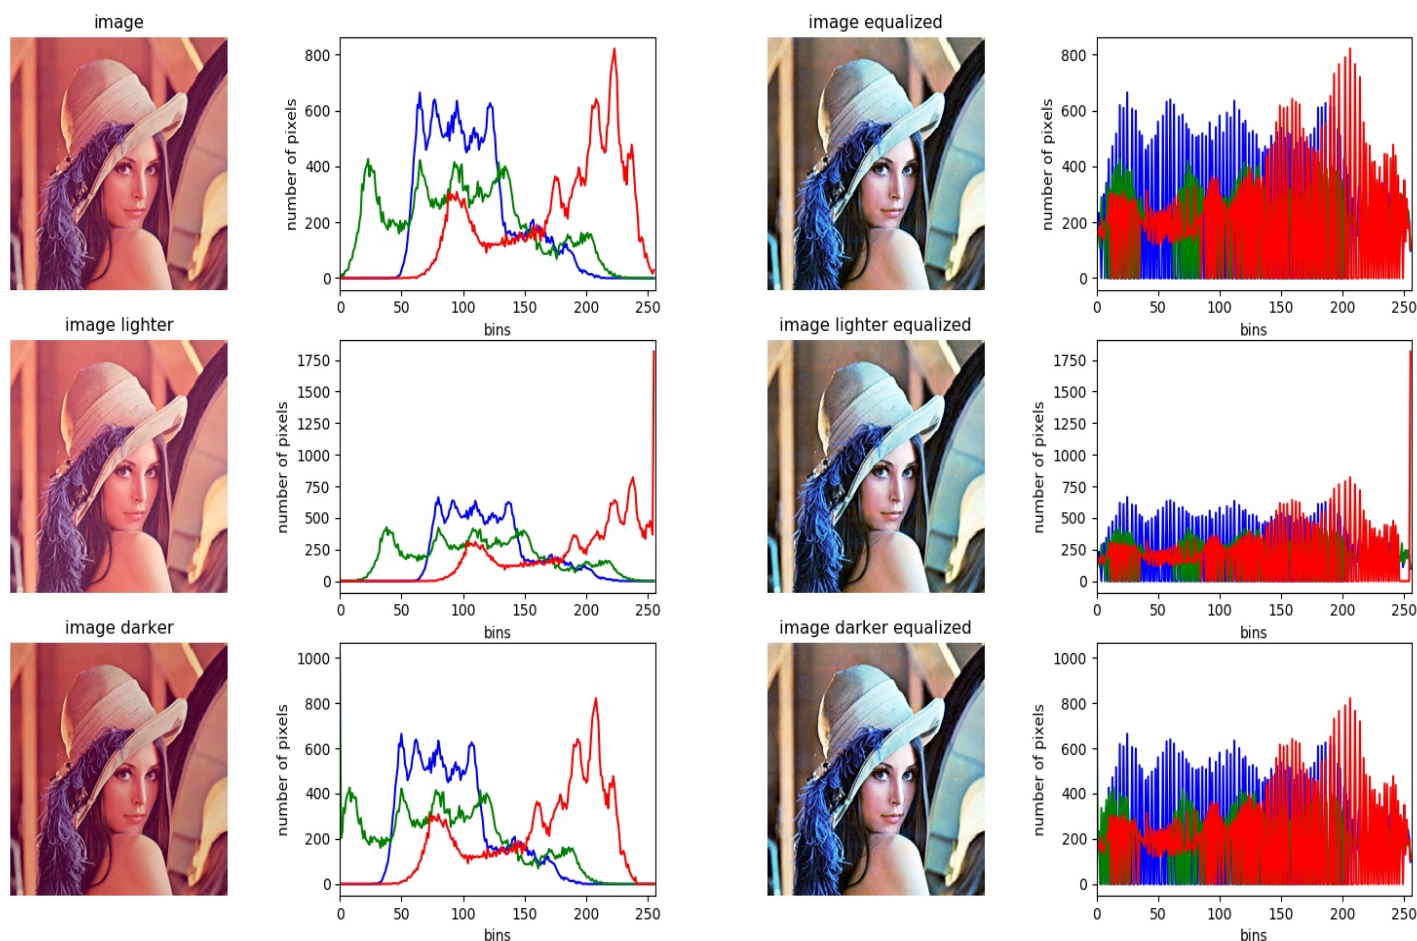 image
image equalized
800
600
400
200
0
number of pixels
0 50 100 150 200 250
bins
800
600
400
200
0
number of pixels
0 50 100 150 200 250
bins
image lighter
image lighter equalized
1750
1500
1250
1000
750
500
250
0
number of pixels
0 50 100 150 200 250
bins
1750
1500
1250
1000
750
500
250
0
number of pixels
0 50 100 150 200 250
bins
image darker
image darker equalized
1000
800
600
400
200
0
number of pixels
0 50 100 150 200 250
bins
1000
800
600
400
200
0
number of pixels
0 50 100 150 200 250
bins